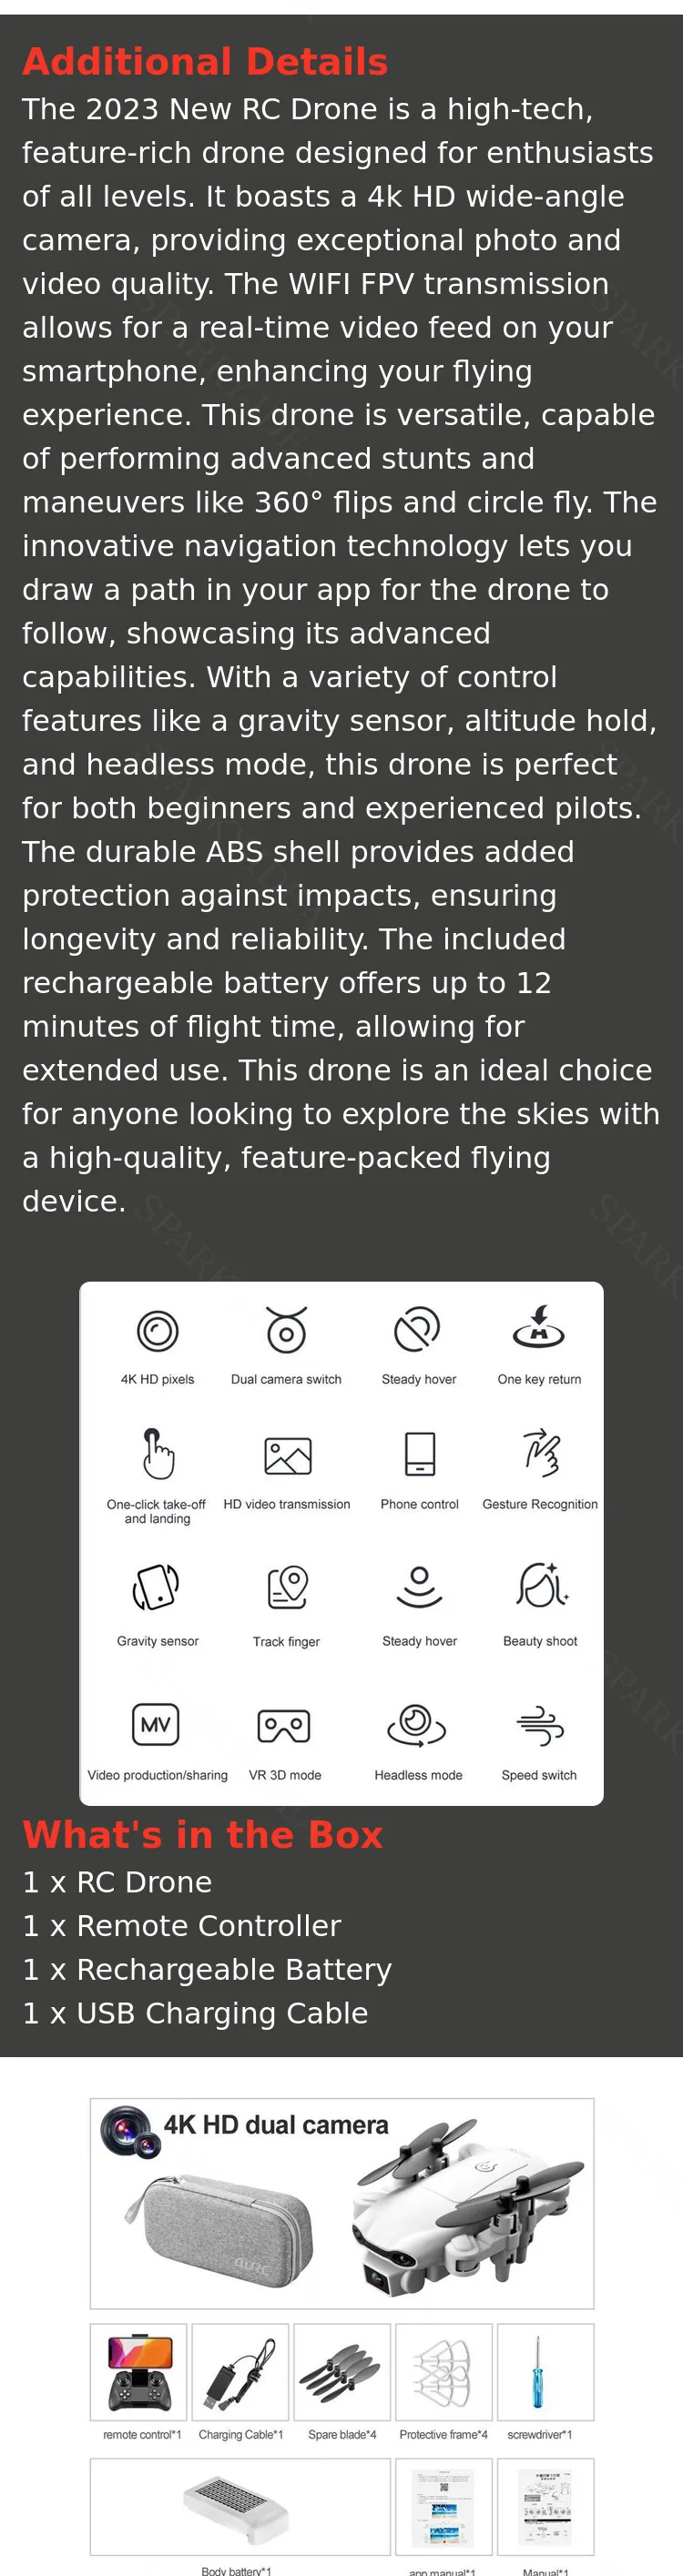 Additional Details
The 2023 New RC Drone is a high-tech,
feature-rich drone designed for enthusiasts
of all levels. It boasts a 4k HD wide-angle
camera, providing exceptional photo and
video quality. The WIFI FPV transmission
allows for a real-time video feed on your
smartphone, enhancing your flying
experience. This drone is versatile, capable
of performing advanced stunts and
maneuvers like 360° flips and circle fly. The
innovative navigation technology lets you
draw a path in your app for the drone to
follow, showcasing its advanced
capabilities. With a variety of control
features like a gravity sensor, altitude hold,
and headless mode, this drone is perfect
for both beginners and experienced pilots.
The durable ABS shell provides added
protection against impacts, ensuring
longevity and reliability. The included
rechargeable battery offers up to 12
minutes of flight time, allowing for
extended use. This drone is an ideal choice
for anyone looking to explore the skies with
a high-quality, feature-packed flying
device.
4K HD pixels Dual camera switch Steady hover One key return
One-click take-off HD video transmission Phone control Gesture Recognition
and landing
Gravity sensor Track finger Steady hover Beauty shoot
MV
Video production/sharing VR 3D mode Headless mode Speed switch
What's in the Box
1 x RC Drone
1 x Remote Controller
1 x Rechargeable Battery
1 x USB Charging Cable
4K HD dual camera
remote control*1 Charging Cable*1 Spare blade*4 Protective frame*4 screwdriver*1
Body battery*1 app manual*1 Manual*1